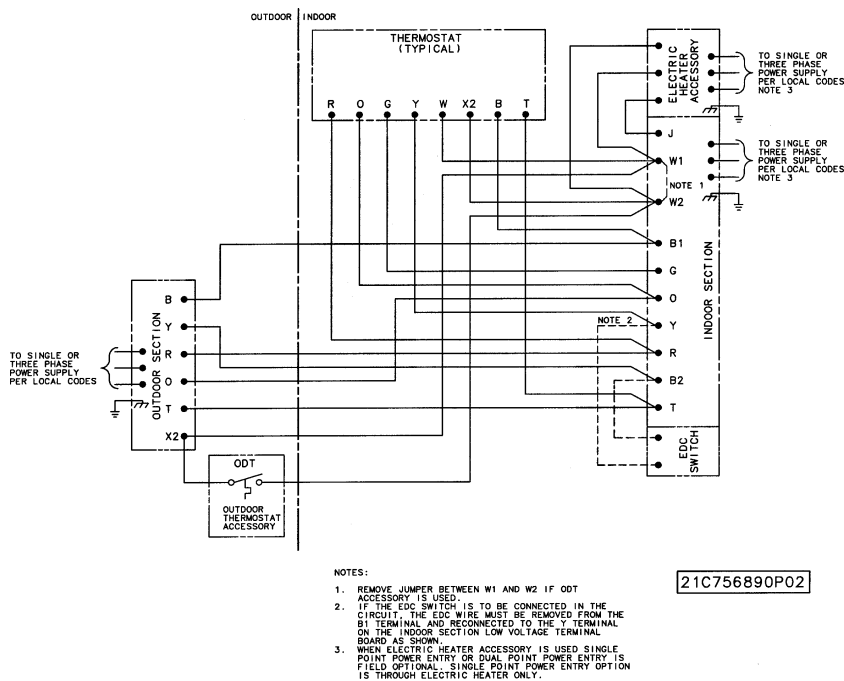 OUTDOOR INDOOR
THERMOSTAT
(TYPICAL)
R O G Y W X2 B T
ELECTRIC
HEATER
ACCESSORY
TO SINGLE OR
THREE PHASE
POWER SUPPLY
PER LOCAL CODES
NOTE 3
J
W1
NOTE 1
W2
TO SINGLE OR
THREE PHASE
POWER SUPPLY
PER LOCAL CODES
NOTE 3
B1
G
O
NOTE 2
Y
R
B2
T
INDOOR SECTION
EDC
SWITCH
TO SINGLE OR
THREE PHASE
POWER SUPPLY
PER LOCAL CODES
OUTDOOR SECTION
B
Y
R
O
T
X2
ODT
OUTDOOR
THERMOSTAT
ACCESSORY
NOTES:
1. REMOVE JUMPER BETWEEN W1 AND W2 IF ODT
ACCESSORY IS USED.
2. IF THE EDC SWITCH IS TO BE CONNECTED IN THE
CIRCUIT, THE EDC WIRE MUST BE REMOVED FROM THE
B1 TERMINAL AND RECONNECTED TO THE Y TERMINAL
ON THE INDOOR SECTION LOW VOLTAGE TERMINAL
BOARD AS SHOWN.
3. WHEN ELECTRIC HEATER ACCESSORY IS USED SINGLE
POINT POWER ENTRY OR DUAL POINT POWER ENTRY IS
FIELD OPTIONAL. SINGLE POINT POWER ENTRY OPTION
IS THROUGH ELECTRIC HEATER ONLY.
21C756890P02